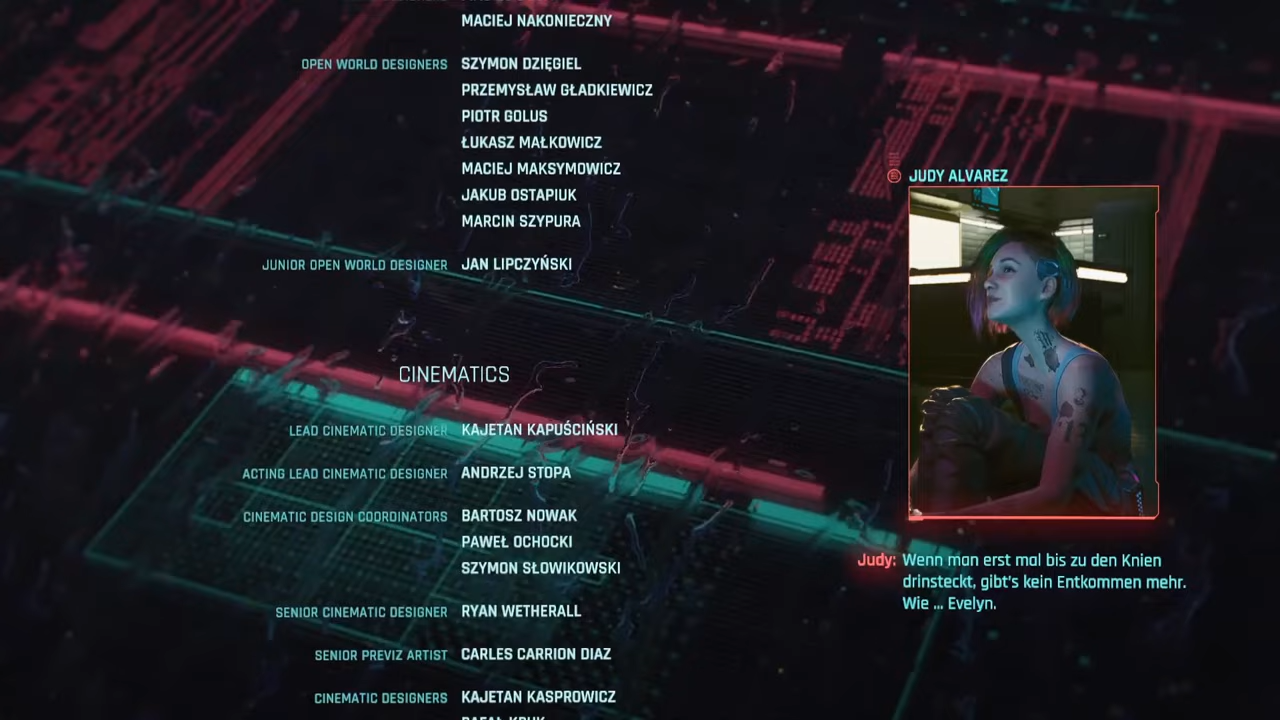 MACIEJ NAKONIECZNY
OPEN WORLD DESIGNERS SZYMON DZIĘGIEL
PRZEMYSŁAW GŁADKIEWICZ
PIOTR GOLUS
ŁUKASZ MAŁKOWICZ
MACIEJ MAKSYMOWICZ
JAKUB OSTAPIUK
MARCIN SZYPURA
JUNIOR OPEN WORLD DESIGNER JAN LIPCZYŃSKI
CINEMATICS
LEAD CINEMATIC DESIGNER KAJETAN KAPUŚCIŃSKI
ACTING LEAD CINEMATIC DESIGNER ANDRZEJ STOPA
CINEMATIC DESIGN COORDINATORS BARTOSZ NOWAK
PAWEŁ OCHOCKI
SZYMON SŁOWIKOWSKI
SENIOR CINEMATIC DESIGNER RYAN WETHERALL
SENIOR PREVIZ ARTIST CARLES CARRION DIAZ
CINEMATIC DESIGNERS KAJETAN KASPROWICZ
JUDY ALVAREZ
Judy: Wenn man erst mal bis zu den Knien
drinsteckt, gibt's kein Entkommen mehr.
Wie ... Evelyn.